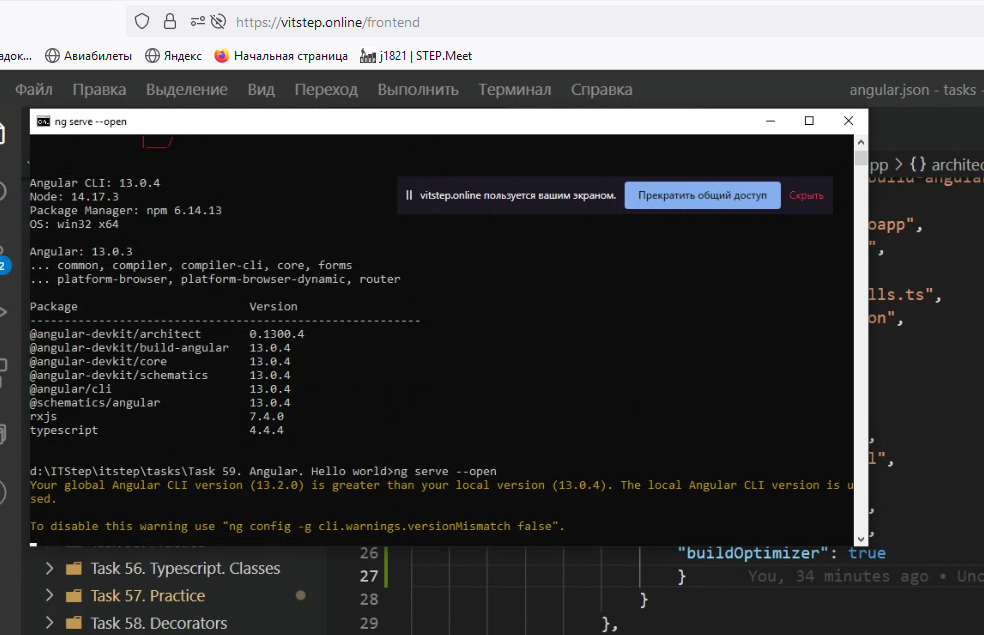 https://vitstep.online/frontend
адок... Авиабилеты Яндекс Начальная страница j1821 | STEP.Meet
Файл Правка Выделение Вид Переход Выполнить Терминал Справка angular.json - tasks -
ng serve --open
Angular CLI: 13.0.4
Node: 14.17.3
Package Manager: npm 6.14.13
OS: win32 x64
vitstep.online пользуется вашим экраном. Прекратить общий доступ Скрыть
Angular: 13.0.3
... common, compiler, compiler-cli, core, forms
... platform-browser, platform-browser-dynamic, router
Package Version
---------------------------------------------------------
@angular-devkit/architect 0.1300.4
@angular-devkit/build-angular 13.0.4
@angular-devkit/core 13.0.4
@angular-devkit/schematics 13.0.4
@angular/cli 13.0.4
@schematics/angular 13.0.4
rxjs 7.4.0
typescript 4.4.4
d:\ITStep\itstep\tasks\Task 59. Angular. Hello world>ng serve --open
Your global Angular CLI version (13.2.0) is greater than your local version (13.0.4). The local Angular CLI version is u
sed.
To disable this warning use "ng config -g cli.warnings.versionMismatch false".
pp > {} architec
oapp",
",
lls.ts",
on",
,
l",
,
,
2
26 "buildOptimizer": true
27 } You, 34 minutes ago • Unc
28 }
29 },
Task 56. Typescript. Classes
Task 57. Practice
Task 58. Decorators